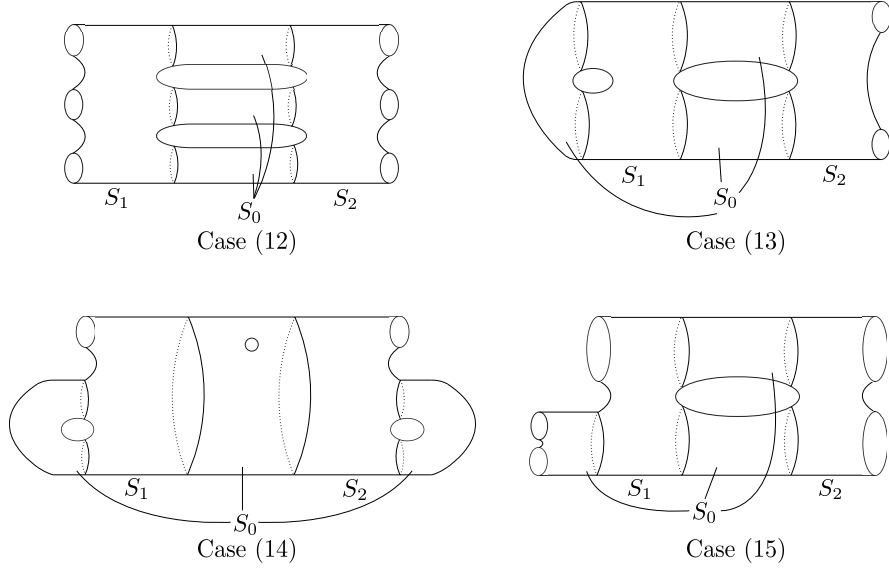 S₁ S₀ S₂
Case (12)
S₁ S₀ S₂
Case (13)
S₁ S₀ S₂
Case (14)
S₁ S₀ S₂
Case (15)